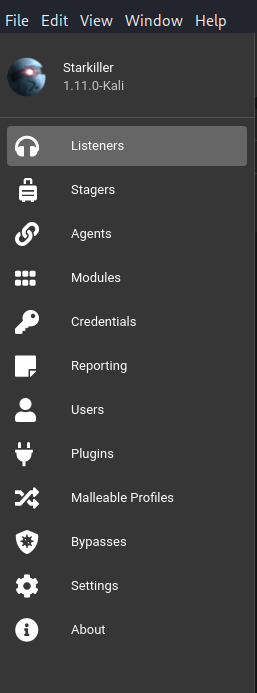 File Edit View Window Help
Starkiller
1.11.0-Kali
Listeners
Stagers
Agents
Modules
Credentials
Reporting
Users
Plugins
Malleable Profiles
Bypasses
Settings
About